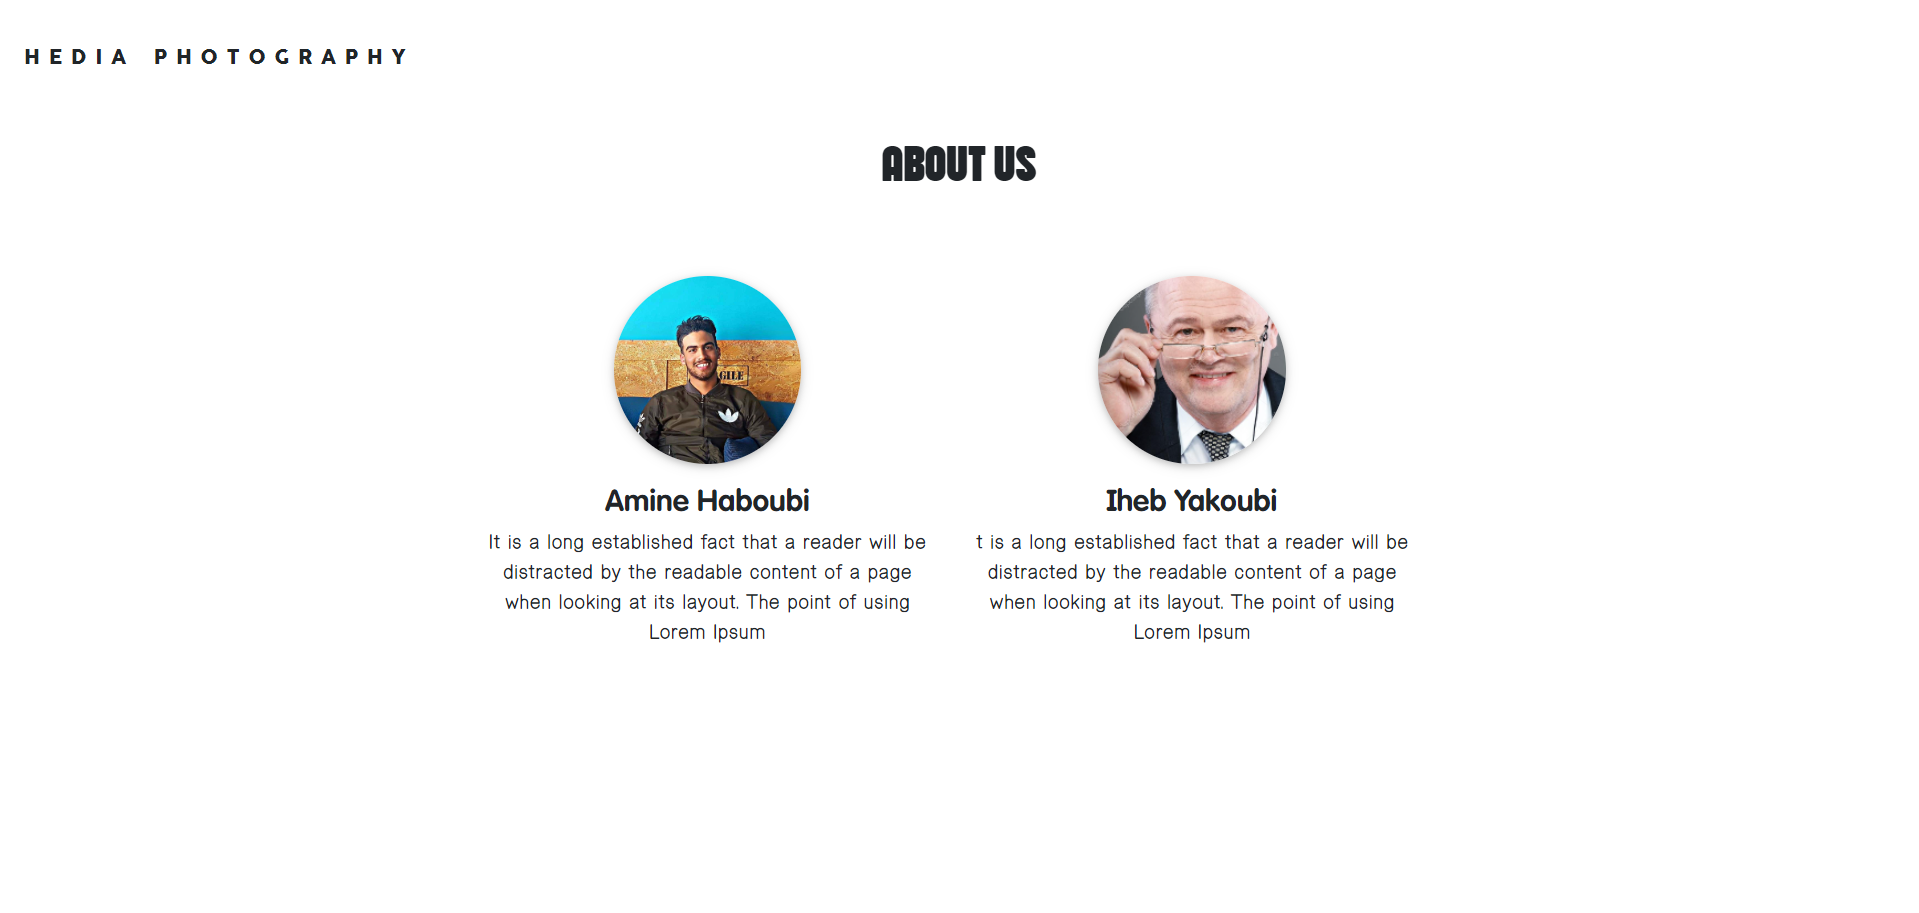 HEDIA PHOTOGRAPHY
ABOUT US
GILE
Amine Haboubi
It is a long established fact that a reader will be
distracted by the readable content of a page
when looking at its layout. The point of using
Lorem Ipsum
Iheb Yakoubi
t is a long established fact that a reader will be
distracted by the readable content of a page
when looking at its layout. The point of using
Lorem Ipsum